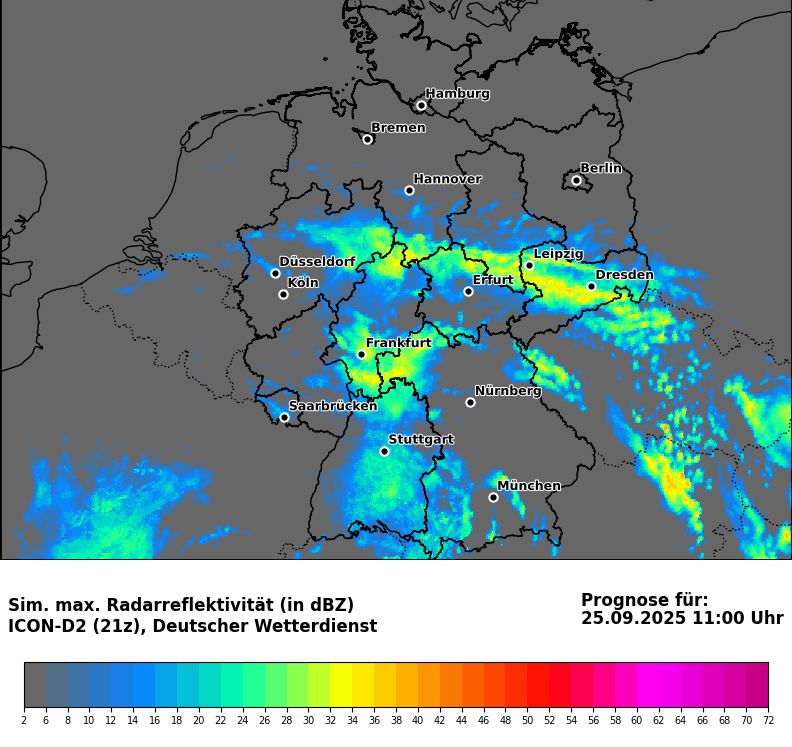 Hamburg
Bremen
Berlin
Hannover
Leipzig
Düsseldorf
Dresden
Köln
Erfurt
Frankfurt
Nürnberg
Saarbrücken
Stuttgart
München
Sim. max. Radarreflektivität (in dBZ)
ICON-D2 (21z), Deutscher Wetterdienst
Prognose für:
25.09.2025 11:00 Uhr
2 6 8 10 12 14 16 18 20 22 24 26 28 30 32 34 36 38 40 42 44 46 48 50 52 54 56 58 60 62 64 66 68 70 72